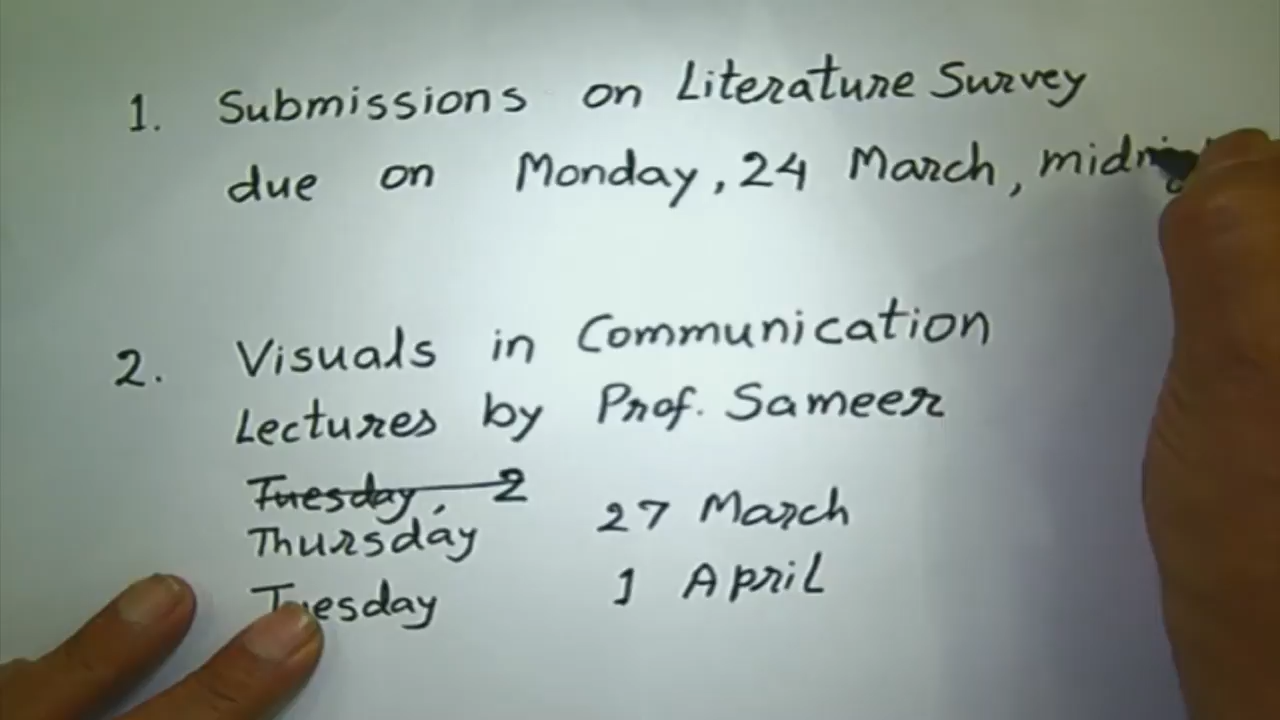 1. Submissions on Literature Survey
due on Monday, 24 March,
2. Visuals in Communication
Lectures by Prof. Sameer
Tuesday, 2
Thursday 27 March
Tuesday 1 April